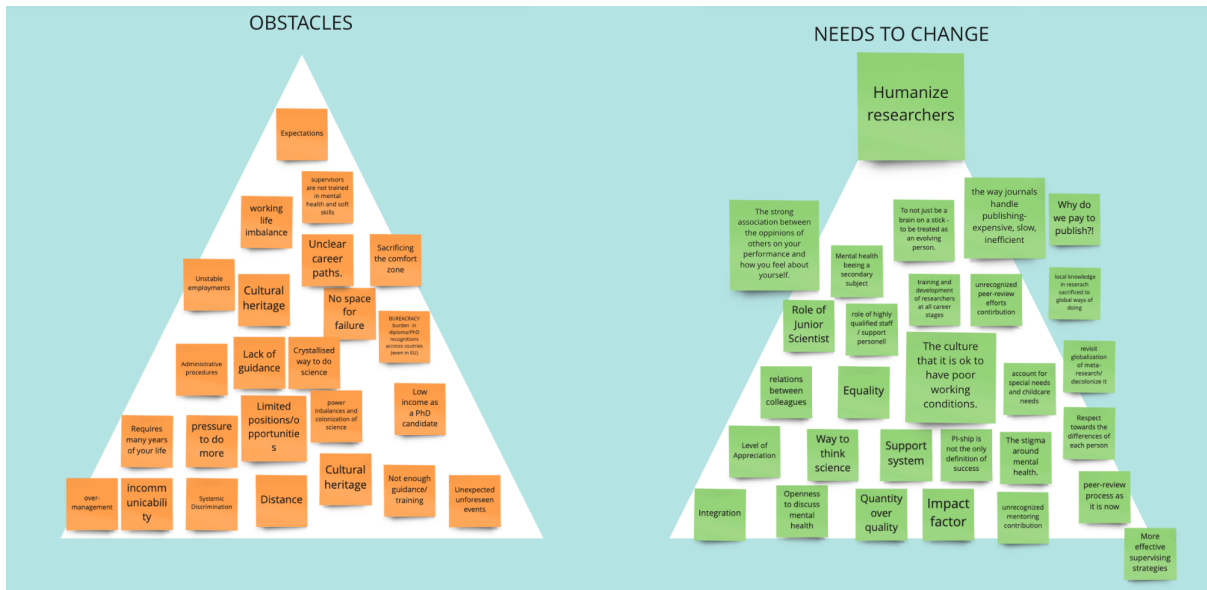 OBSTACLES
Expectations
supervisors
are not trained
in mental
health and soft
skills
working
life
imbalance
Unclear
career
paths.
Sacrificing
the comfort
zone
Unstable
employments
Cultural
heritage
No space
for
failure
BUREACRACY
burden in
diploma/PhD
recognitions
accross coutries
(even in EU)
Administrative
procedures
Lack of
guidance
Crystallised
way to do
science
Low
income as
a PhD
candidate
Limited
positions/o
pportunitie
s
power
inbalances and
colonization of
science
Requires
many years
of your life
pressure
to do
more
Cultural
heritage
Not enough
guidance/
training
Unexpected
unforeseen
events
over-
management
incomm
unicabili
ty
Systemic
Discrimination
Distance
NEEDS TO CHANGE
Humanize
researchers
The strong
association between
the oppinions of
others on your
performance and
how you feel about
yourself.
To not just be a
brain on a stick -
to be treated as
an evolving
person.
the way journals
handle
publishing-
expensive, slow,
inefficient
Why do
we pay to
publish?!
Mental health
beeing a
secondary
subject
training and
development
of researchers
at all career
stages
unrecognized
peer-review
efforts
contirbution
local knowledge
in reserach
sacrificed to
global ways of
doing
Role of
Junior
Scientist
role of highly
qualified staff
/ support
personell
The culture
that it is ok to
have poor
working
conditions.
revisit
globalization
of meta-
research/
decolonize it
relations
between
colleagues
Equality
account for
special needs
and childcare
needs
Respect
towards the
differences of
each person
Level of
Appreciation
Way to
think
science
Support
system
PI-ship is
not the only
definition of
success
The stigma
around
mental
health.
Integration
Openness
to discuss
mental
health
Quantity
over
quality
Impact
factor
unrecognized
mentoring
contribution
peer-review
process as
it is now
More
effective
supervising
strategies